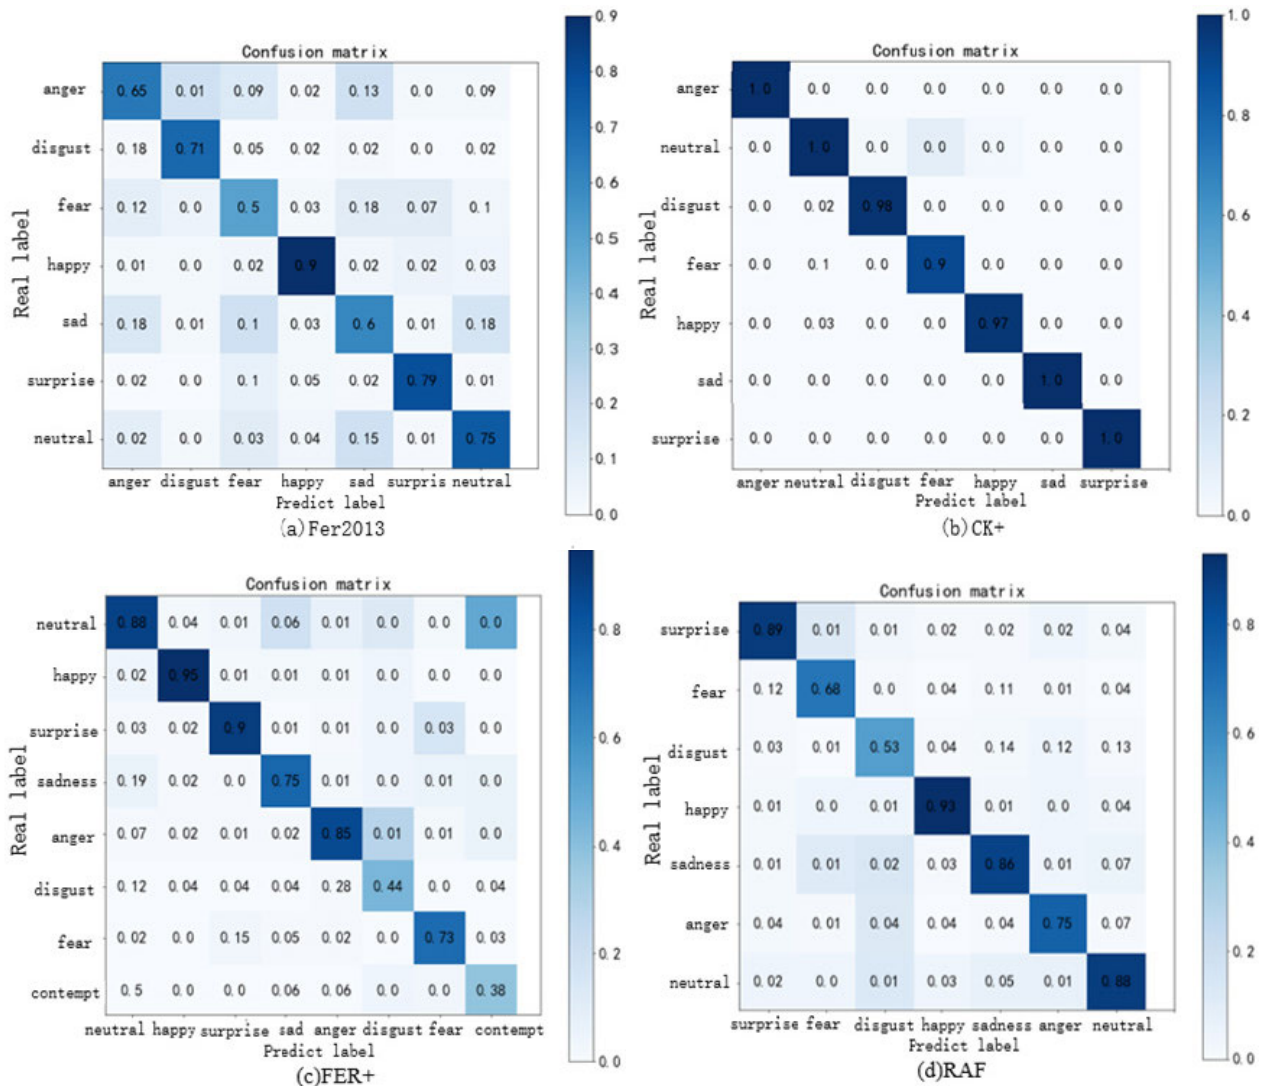 Confusion matrix
0.9
0.8
0.7
0.6
0.5
0.4
0.3
0.2
0.1
0.0
Real label
anger 0.65 0.01 0.09 0.02 0.13 0.0 0.09
disgust 0.18 0.71 0.05 0.02 0.02 0.0 0.02
fear 0.12 0.0 0.5 0.03 0.18 0.07 0.1
happy 0.01 0.0 0.02 0.9 0.02 0.02 0.03
sad 0.18 0.01 0.1 0.03 0.6 0.01 0.18
surprise 0.02 0.0 0.1 0.05 0.02 0.79 0.01
neutral 0.02 0.0 0.03 0.04 0.15 0.01 0.75
anger disgust fear happy sad surpris neutral
Predict label
(a)Fer2013
Confusion matrix
1.0
0.8
0.6
0.4
0.2
0.0
Real label
anger 1.0 0.0 0.0 0.0 0.0 0.0 0.0
neutral 0.0 1.0 0.0 0.0 0.0 0.0 0.0
disgust 0.0 0.02 0.98 0.0 0.0 0.0 0.0
fear 0.0 0.1 0.0 0.9 0.0 0.0 0.0
happy 0.0 0.03 0.0 0.0 0.97 0.0 0.0
sad 0.0 0.0 0.0 0.0 0.0 1.0 0.0
surprise 0.0 0.0 0.0 0.0 0.0 0.0 1.0
anger neutral disgust fear happy sad surprise
Predict label
(b)CK+
Confusion matrix
0.8
0.6
0.4
0.2
0.0
Real label
neutral 0.88 0.04 0.01 0.06 0.01 0.0 0.0 0.0
happy 0.02 0.95 0.01 0.01 0.01 0.0 0.0 0.0
surprise 0.03 0.02 0.9 0.01 0.01 0.0 0.03 0.0
sadness 0.19 0.02 0.0 0.75 0.01 0.0 0.01 0.0
anger 0.07 0.02 0.01 0.02 0.85 0.01 0.01 0.0
disgust 0.12 0.04 0.04 0.04 0.28 0.44 0.0 0.04
fear 0.02 0.0 0.15 0.05 0.02 0.0 0.73 0.03
contempt 0.5 0.0 0.0 0.06 0.06 0.0 0.0 0.38
neutral happy surprise sad anger disgust fear contempt
Predict label
(c)FER+
Confusion matrix
0.8
0.6
0.4
0.2
0.0
Real label
surprise 0.89 0.01 0.01 0.02 0.02 0.02 0.04
fear 0.12 0.68 0.0 0.04 0.11 0.01 0.04
disgust 0.03 0.01 0.53 0.04 0.14 0.12 0.13
happy 0.01 0.0 0.01 0.93 0.01 0.0 0.04
sadness 0.01 0.01 0.02 0.03 0.86 0.01 0.07
anger 0.04 0.01 0.04 0.04 0.04 0.75 0.07
neutral 0.02 0.0 0.01 0.03 0.05 0.01 0.88
surprise fear disgust happy sadness anger neutral
Predict label
(d)RAF